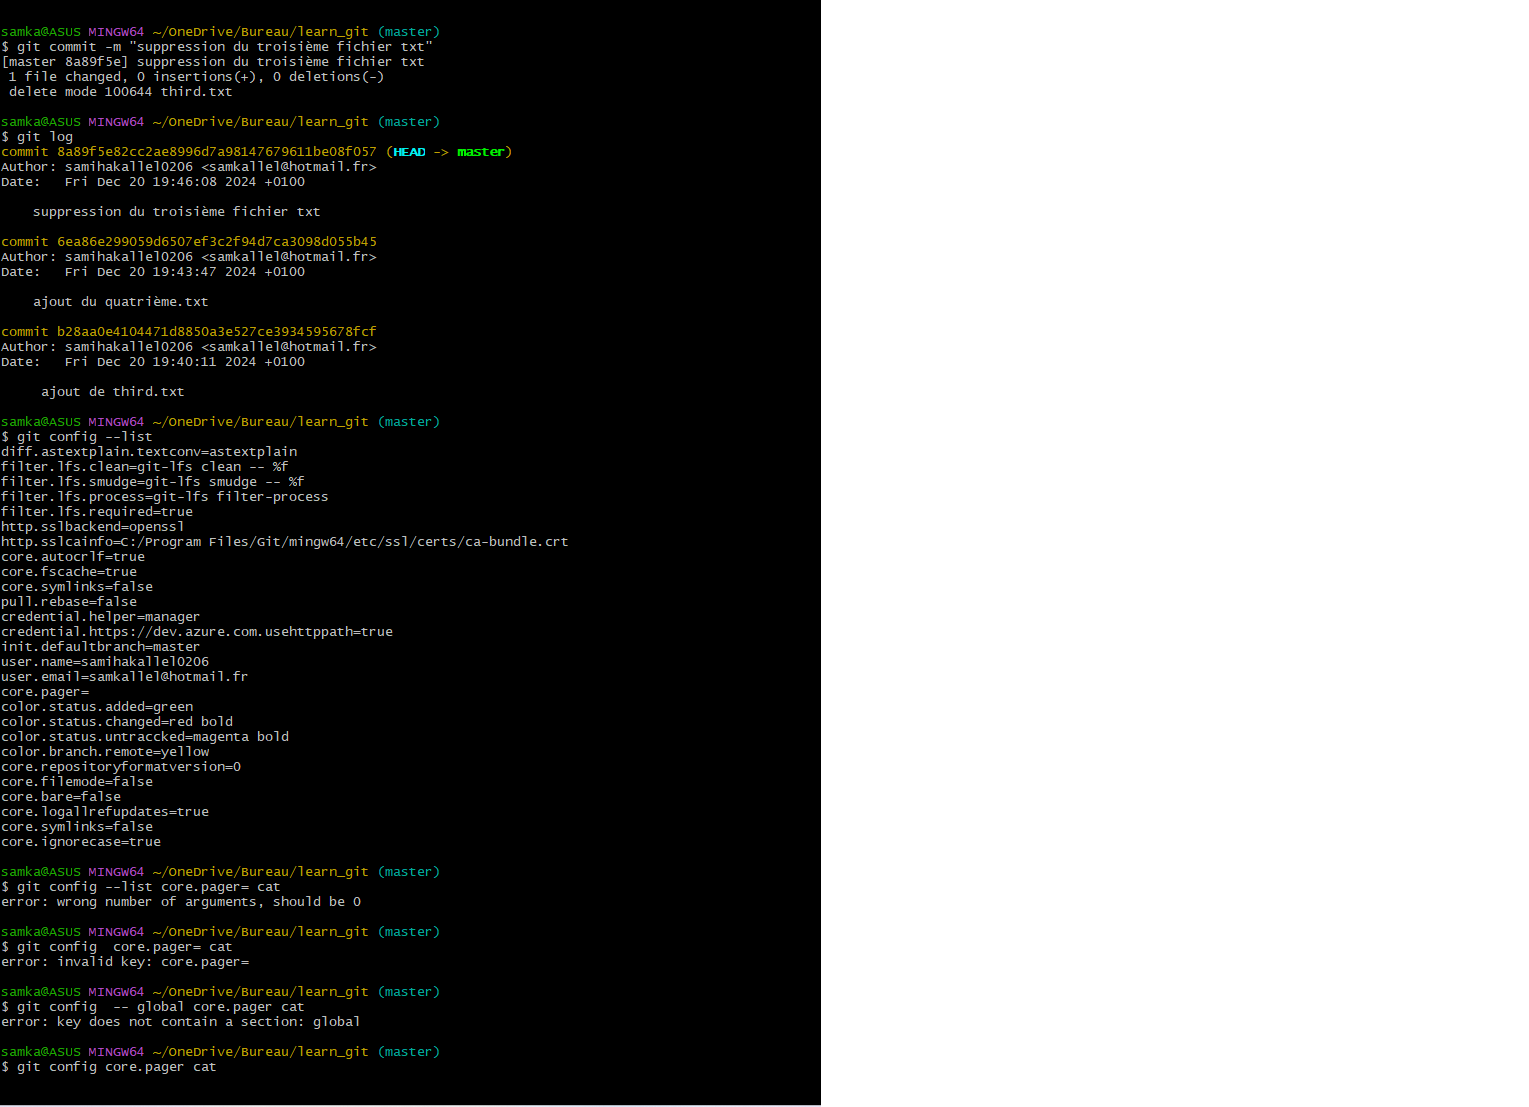 samka@ASUS MINGW64 ~/OneDrive/Bureau/learn_git (master)
$ git commit -m "suppression du troisième fichier txt"
[master 8a89f5e] suppression du troisième fichier txt
 1 file changed, 0 insertions(+), 0 deletions(-)
 delete mode 100644 third.txt
samka@ASUS MINGW64 ~/OneDrive/Bureau/learn_git (master)
$ git log
commit 8a89f5e82cc2ae8996d7a98147679611be08f057 (HEAD -> master)
Author: samihakallel0206 <samkallel@hotmail.fr>
Date:   Fri Dec 20 19:46:08 2024 +0100
    suppression du troisième fichier txt
commit 6ea86e299059d6507ef3c2f94d7ca3098d055b45
Author: samihakallel0206 <samkallel@hotmail.fr>
Date:   Fri Dec 20 19:43:47 2024 +0100
    ajout du quatrième.txt
commit b28aa0e4104471d8850a3e527ce3934595678fcf
Author: samihakallel0206 <samkallel@hotmail.fr>
Date:   Fri Dec 20 19:40:11 2024 +0100
     ajout de third.txt
samka@ASUS MINGW64 ~/OneDrive/Bureau/learn_git (master)
$ git config --list
diff.astextplain.textconv=astextplain
filter.lfs.clean=git-lfs clean -- %f
filter.lfs.smudge=git-lfs smudge -- %f
filter.lfs.process=git-lfs filter-process
filter.lfs.required=true
http.sslbackend=openssl
http.sslcainfo=C:/Program Files/Git/mingw64/etc/ssl/certs/ca-bundle.crt
core.autocrlf=true
core.fscache=true
core.symlinks=false
pull.rebase=false
credential.helper=manager
credential.https://dev.azure.com.usehttppath=true
init.defaultbranch=master
user.name=samihakallel0206
user.email=samkallel@hotmail.fr
core.pager=
color.status.added=green
color.status.changed=red bold
color.status.untraccked=magenta bold
color.branch.remote=yellow
core.repositoryformatversion=0
core.filemode=false
core.bare=false
core.logallrefupdates=true
core.symlinks=false
core.ignorecase=true
samka@ASUS MINGW64 ~/OneDrive/Bureau/learn_git (master)
$ git config --list core.pager= cat
error: wrong number of arguments, should be 0
samka@ASUS MINGW64 ~/OneDrive/Bureau/learn_git (master)
$ git config  core.pager= cat
error: invalid key: core.pager=
samka@ASUS MINGW64 ~/OneDrive/Bureau/learn_git (master)
$ git config  -- global core.pager cat
error: key does not contain a section: global
samka@ASUS MINGW64 ~/OneDrive/Bureau/learn_git (master)
$ git config core.pager cat